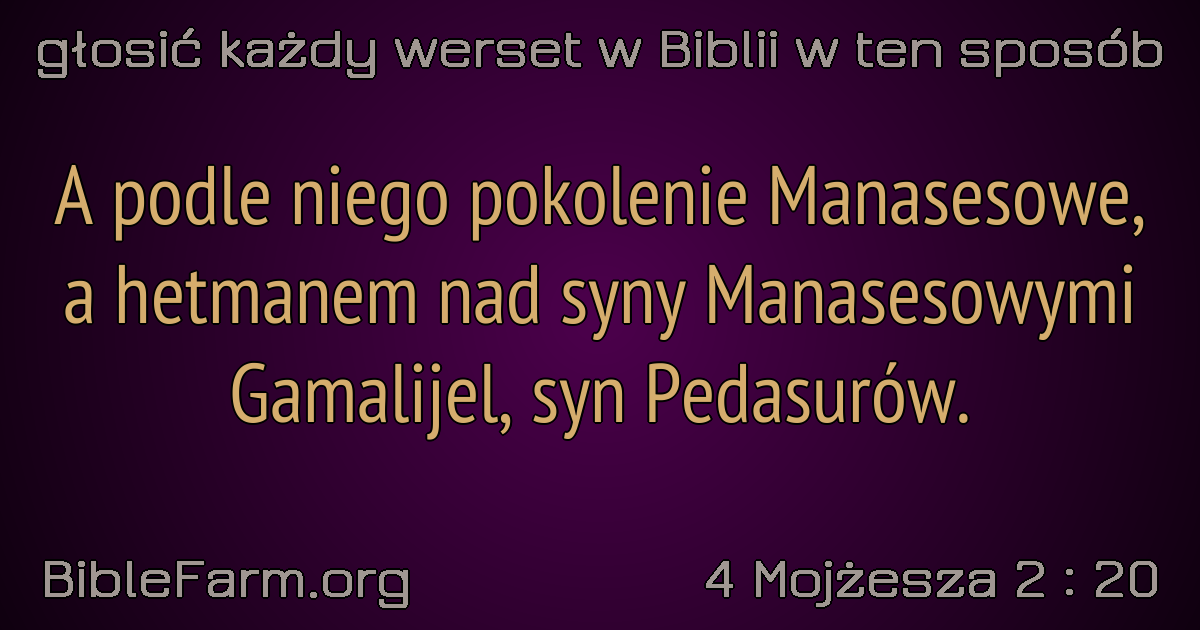 głosić każdy werset w Biblii w ten sposób
A podle niego pokolenie Manasesowe,
a hetmanem nad syny Manasesowymi
Gamalijel, syn Pedasurów.
BibleFarm.org
4 Mojżesza 2 : 20